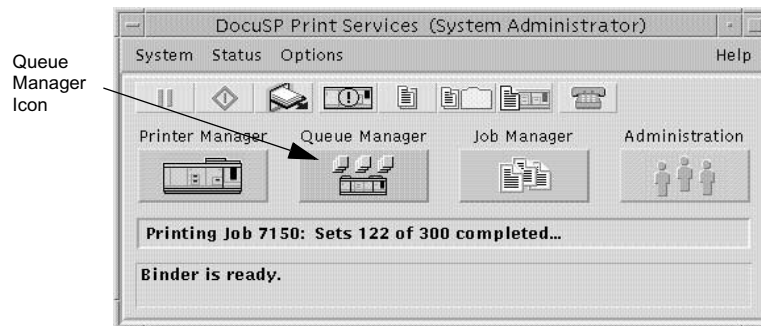 DocuSP Print Services (System Administrator)
System Status Options Help
Queue
Manager
Icon
Printer Manager Queue Manager Job Manager Administration
Printing Job 7150: Sets 122 of 300 completed...
Binder is ready.